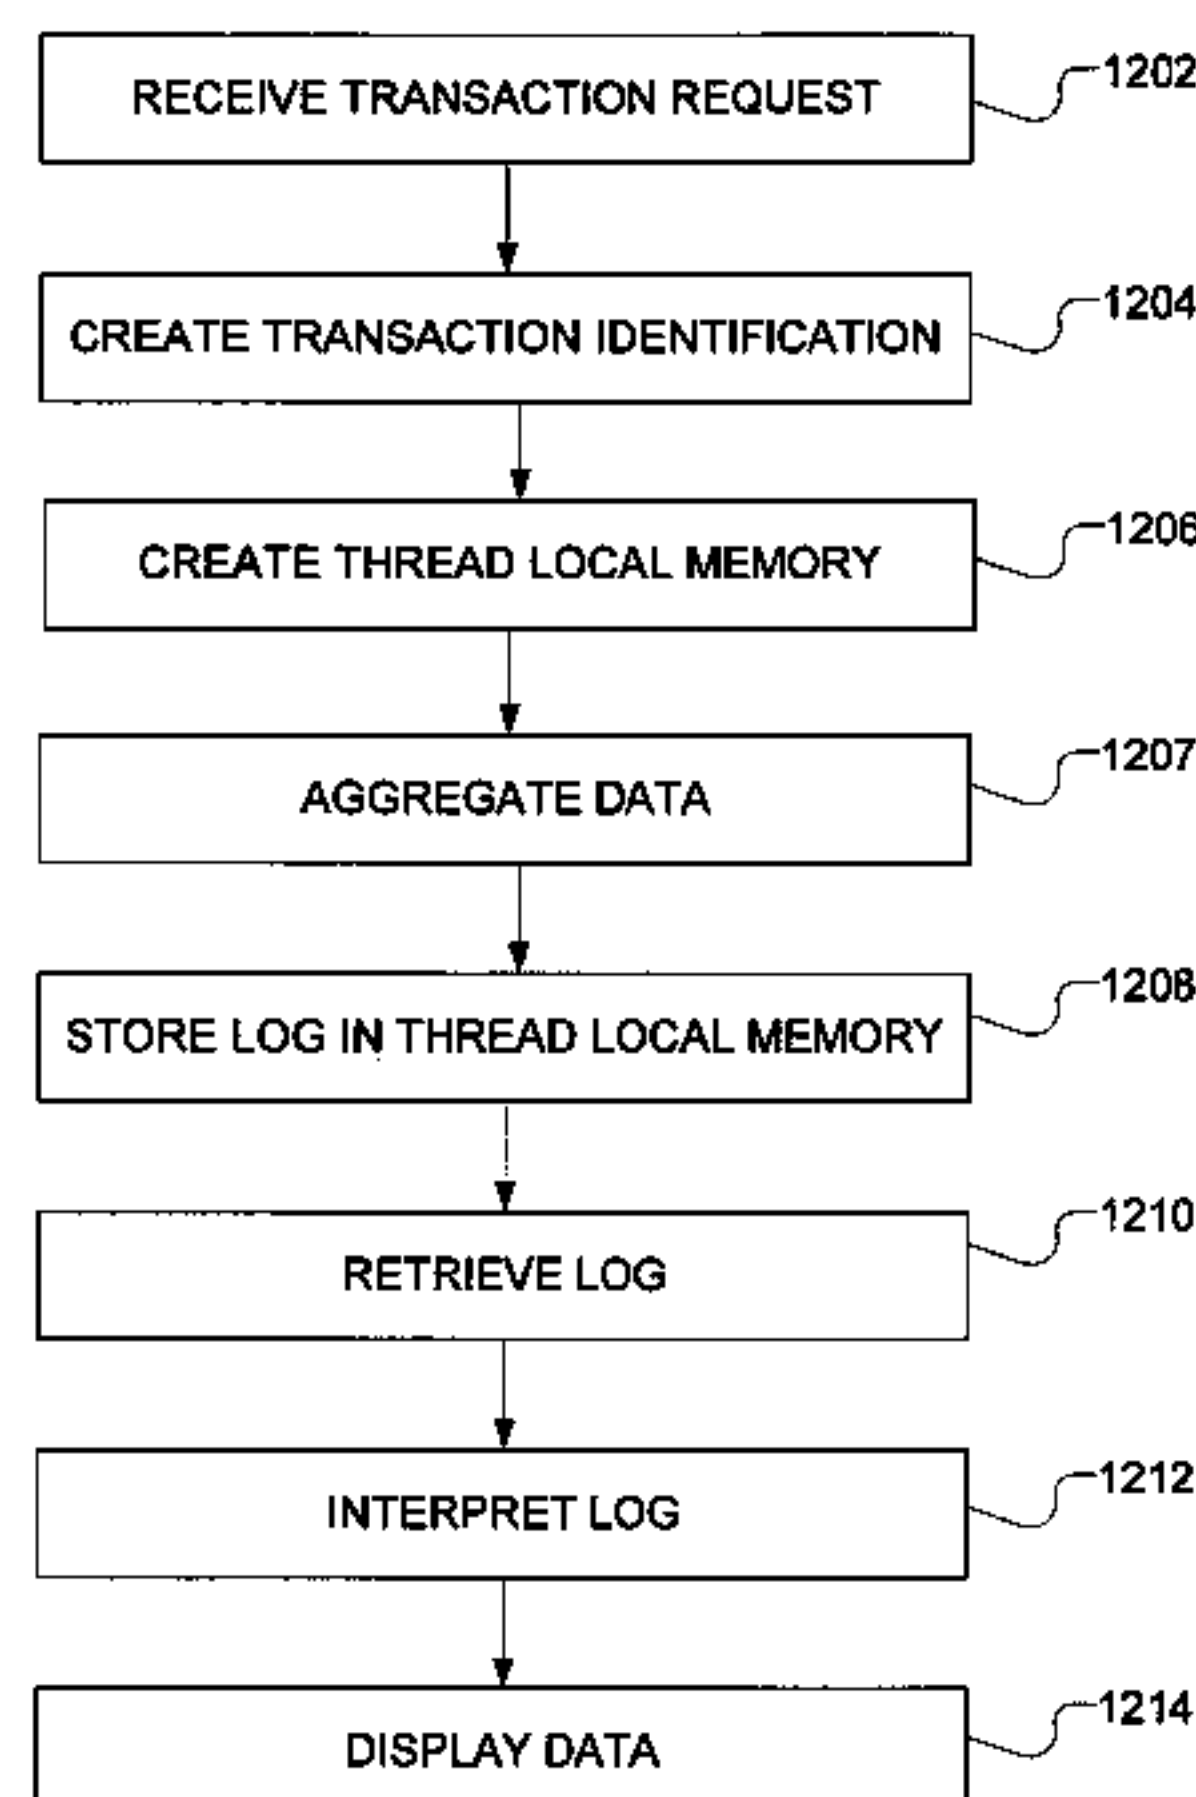 RECEIVE TRANSACTION REQUEST
1202
CREATE TRANSACTION IDENTIFICATION
1204
CREATE THREAD LOCAL MEMORY
1206
AGGREGATE DATA
1207
STORE LOG IN THREAD LOCAL MEMORY
1208
RETRIEVE LOG
1210
INTERPRET LOG
1212
DISPLAY DATA
1214